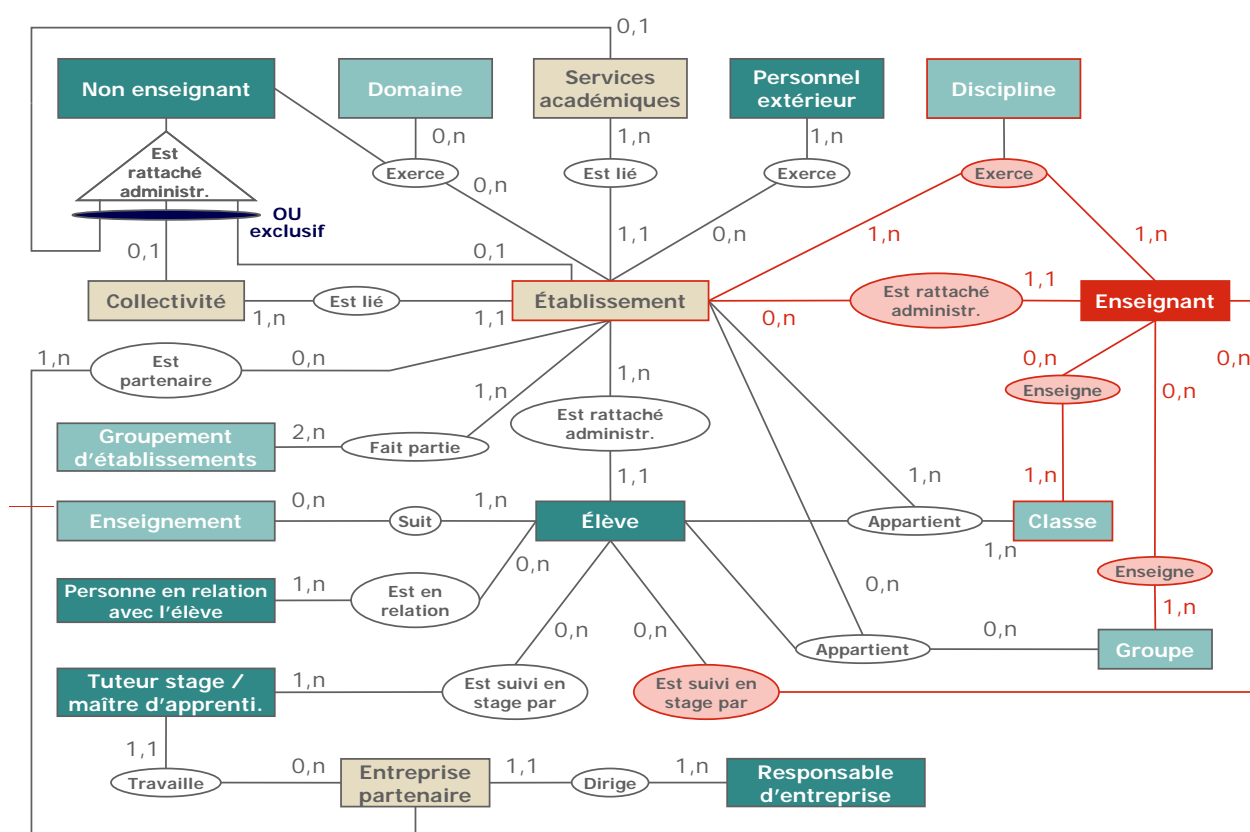 0,1
Non enseignant
Domaine
Services
académiques
Personnel
extérieur
Discipline
0,n
1,n
1,n
Est
rattaché
administr.
Exerce
Est lié
Exerce
Exerce
0,n
OU
exclusif
0,1
0,1
1,1
0,n
1,n
1,n
Collectivité
Est lié
Établissement
Est rattaché
administr.
1,1
Enseignant
1,n
1,1
0,n
1,n
Est
partenaire
0,n
1,n
1,n
0,n
0,n
0,n
Enseigne
Groupement
d'établissements
2,n
Fait partie
Est rattaché
administr.
Enseignement
0,n
Suit
1,n
1,1
Élève
1,n
Appartient
1,n
1,n
Classe
Personne en relation
avec l'élève
1,n
Est en
relation
0,n
0,n
Enseigne
1,n
0,n
0,n
Appartient
0,n
Groupe
Tuteur stage /
maître d'apprenti.
1,n
Est suivi en
stage par
Est suivi en
stage par
1,1
Travaille
0,n
Entreprise
partenaire
1,1
Dirige
1,n
Responsable
d'entreprise